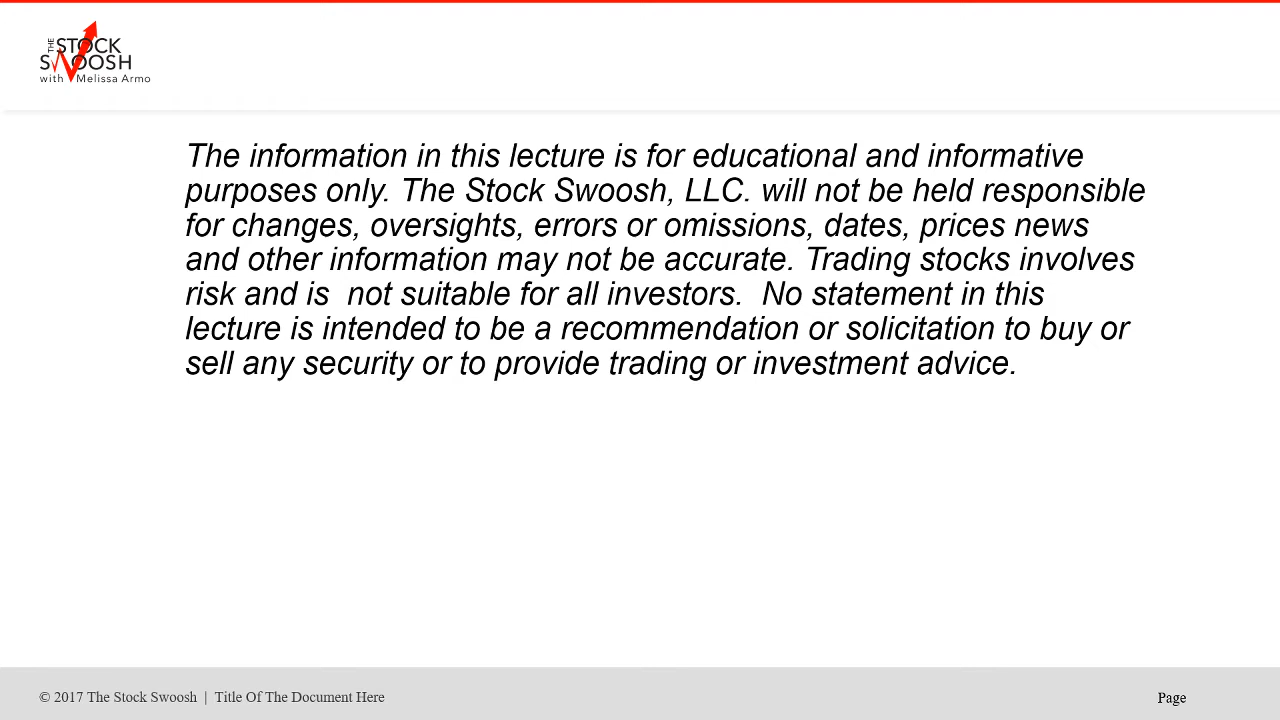 THE STOCK
SWOOSH
with Melissa Armo
The information in this lecture is for educational and informative
purposes only. The Stock Swoosh, LLC. will not be held responsible
for changes, oversights, errors or omissions, dates, prices news
and other information may not be accurate. Trading stocks involves
risk and is  not suitable for all investors.  No statement in this
lecture is intended to be a recommendation or solicitation to buy or
sell any security or to provide trading or investment advice.
© 2017 The Stock Swoosh | Title Of The Document Here
Page